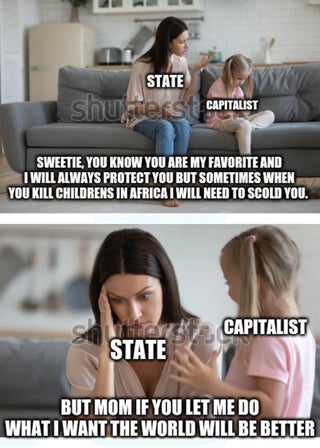 STATE
CAPITALIST
shutterst
SWEETIE, YOU KNOW YOU ARE MY FAVORITE AND
I WILL ALWAYS PROTECT YOU BUT SOMETIMES WHEN
YOU KILL CHILDRENS IN AFRICA I WILL NEED TO SCOLD YOU.
CAPITALIST
shutterst
STATE
BUT MOM IF YOU LET ME DO
WHAT I WANT THE WORLD WILL BE BETTER